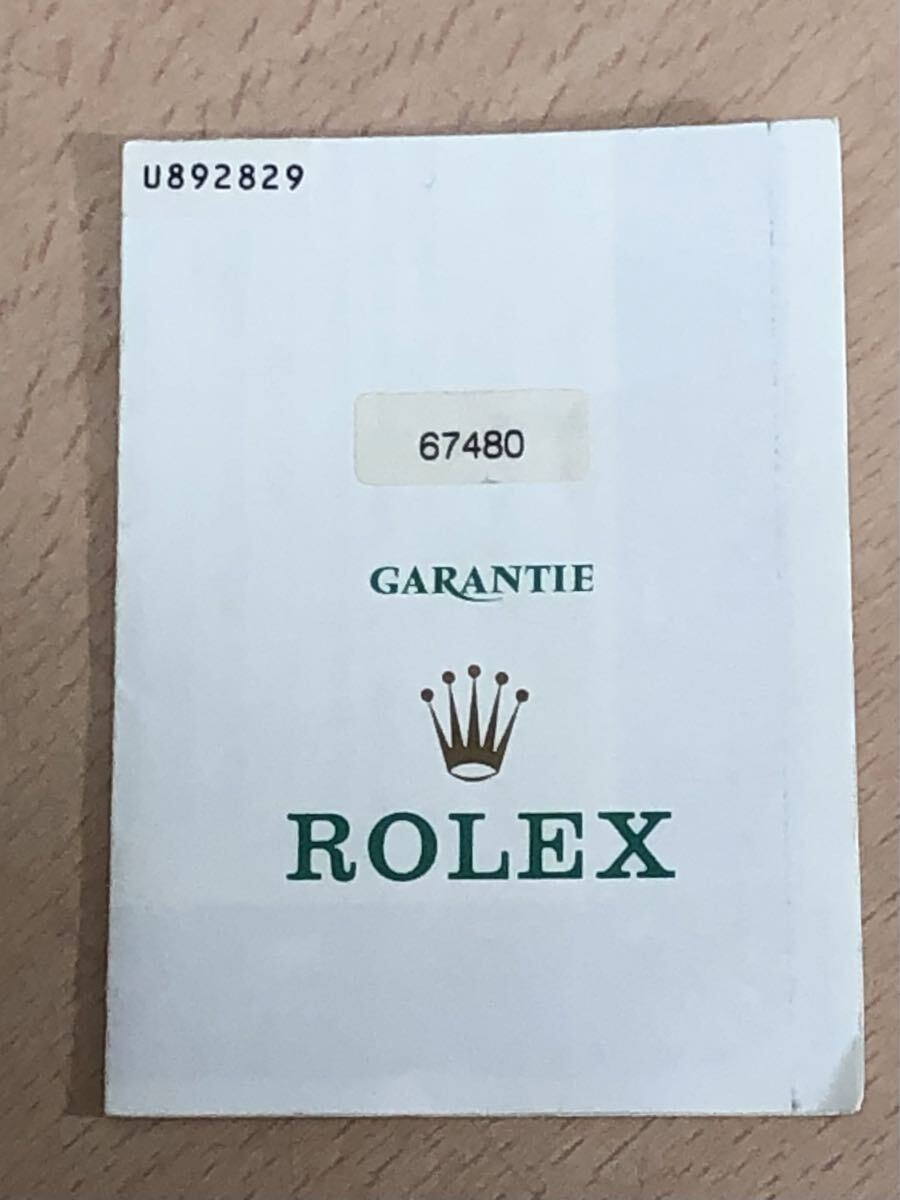 U892829
67480
GARANTIE
ROLEX